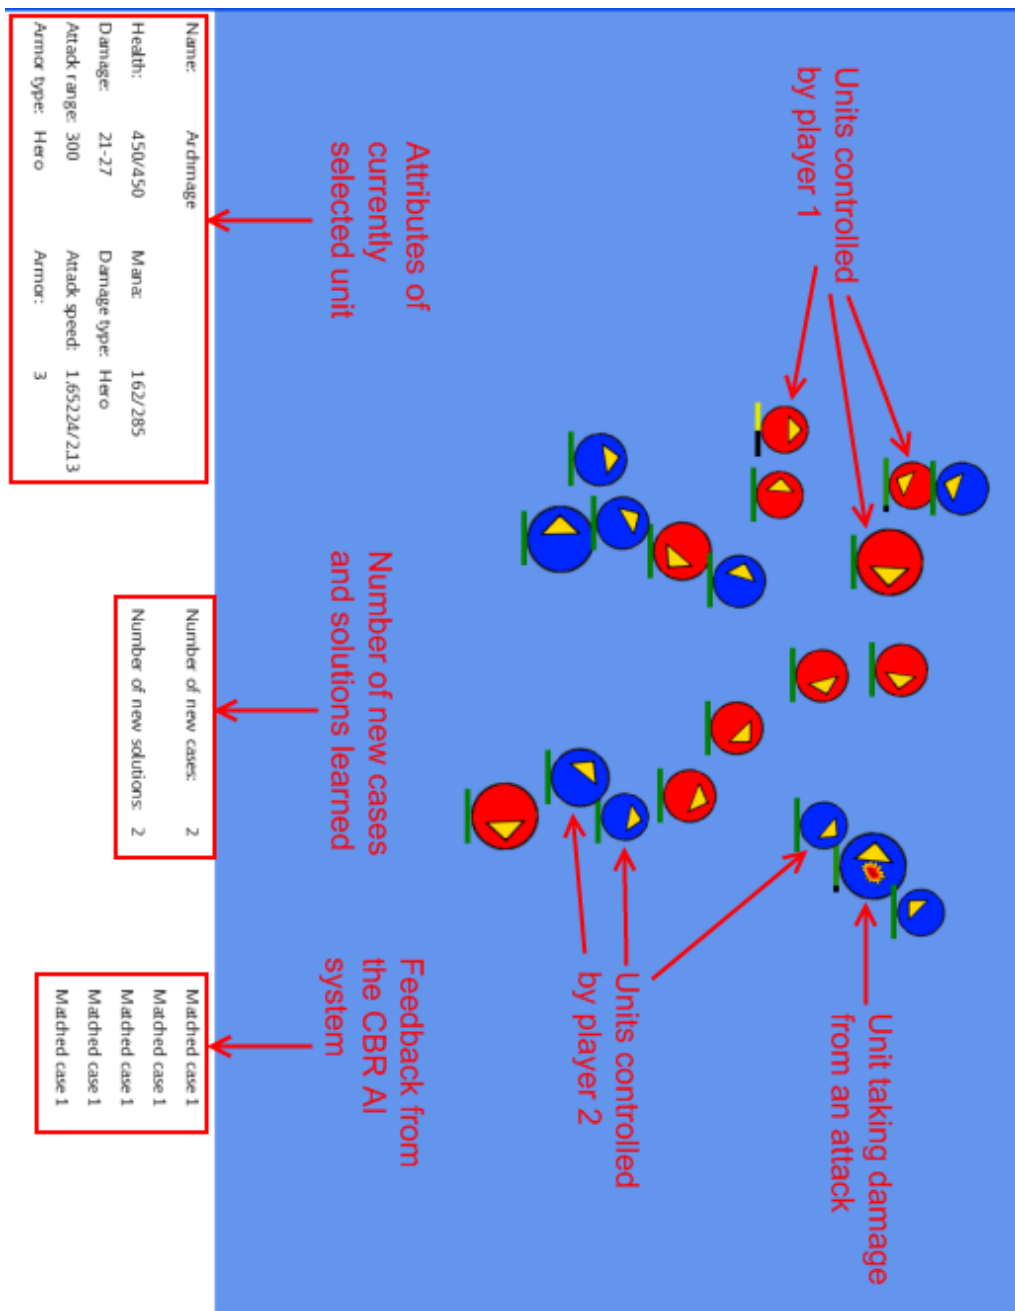 Units controlled
by player 1
Unit taking damage
from an attack
Units controlled
by player 2
Attributes of
currently
selected unit
Number of new cases
and solutions learned
Feedback from
the CBR AI
system
Name: Archmage
Health: 450/450 Mana: 162/285
Damage: 21-27 Damage type: Hero
Attack range: 300 Attack speed: 1.65224/2.13
Armor type: Hero Armor: 3
Number of new cases: 2
Number of new solutions: 2
Matched case 1
Matched case 1
Matched case 1
Matched case 1
Matched case 1